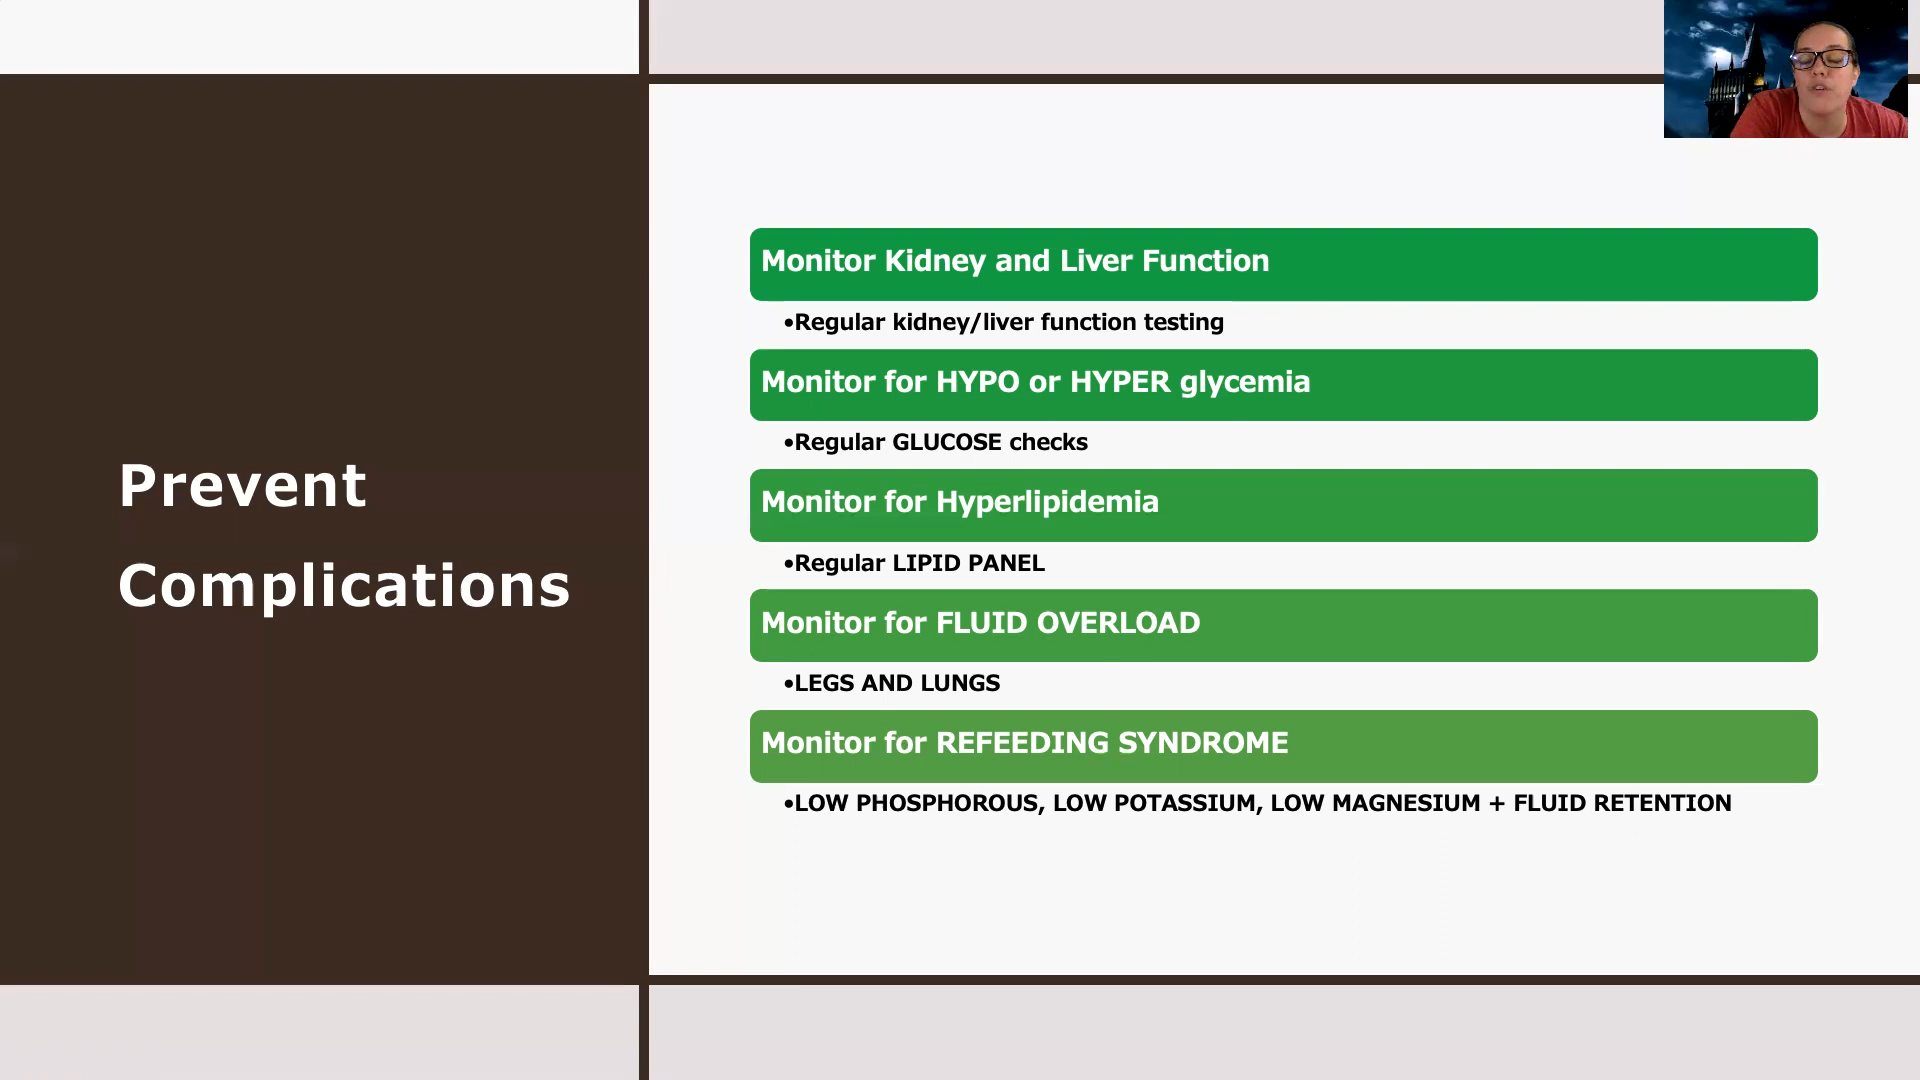 Prevent
Complications
Monitor Kidney and Liver Function
•Regular kidney/liver function testing
Monitor for HYPO or HYPER glycemia
•Regular GLUCOSE checks
Monitor for Hyperlipidemia
•Regular LIPID PANEL
Monitor for FLUID OVERLOAD
•LEGS AND LUNGS
Monitor for REFEEDING SYNDROME
•LOW PHOSPHOROUS, LOW POTASSIUM, LOW MAGNESIUM + FLUID RETENTION